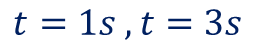 t = 1s , t = 3s